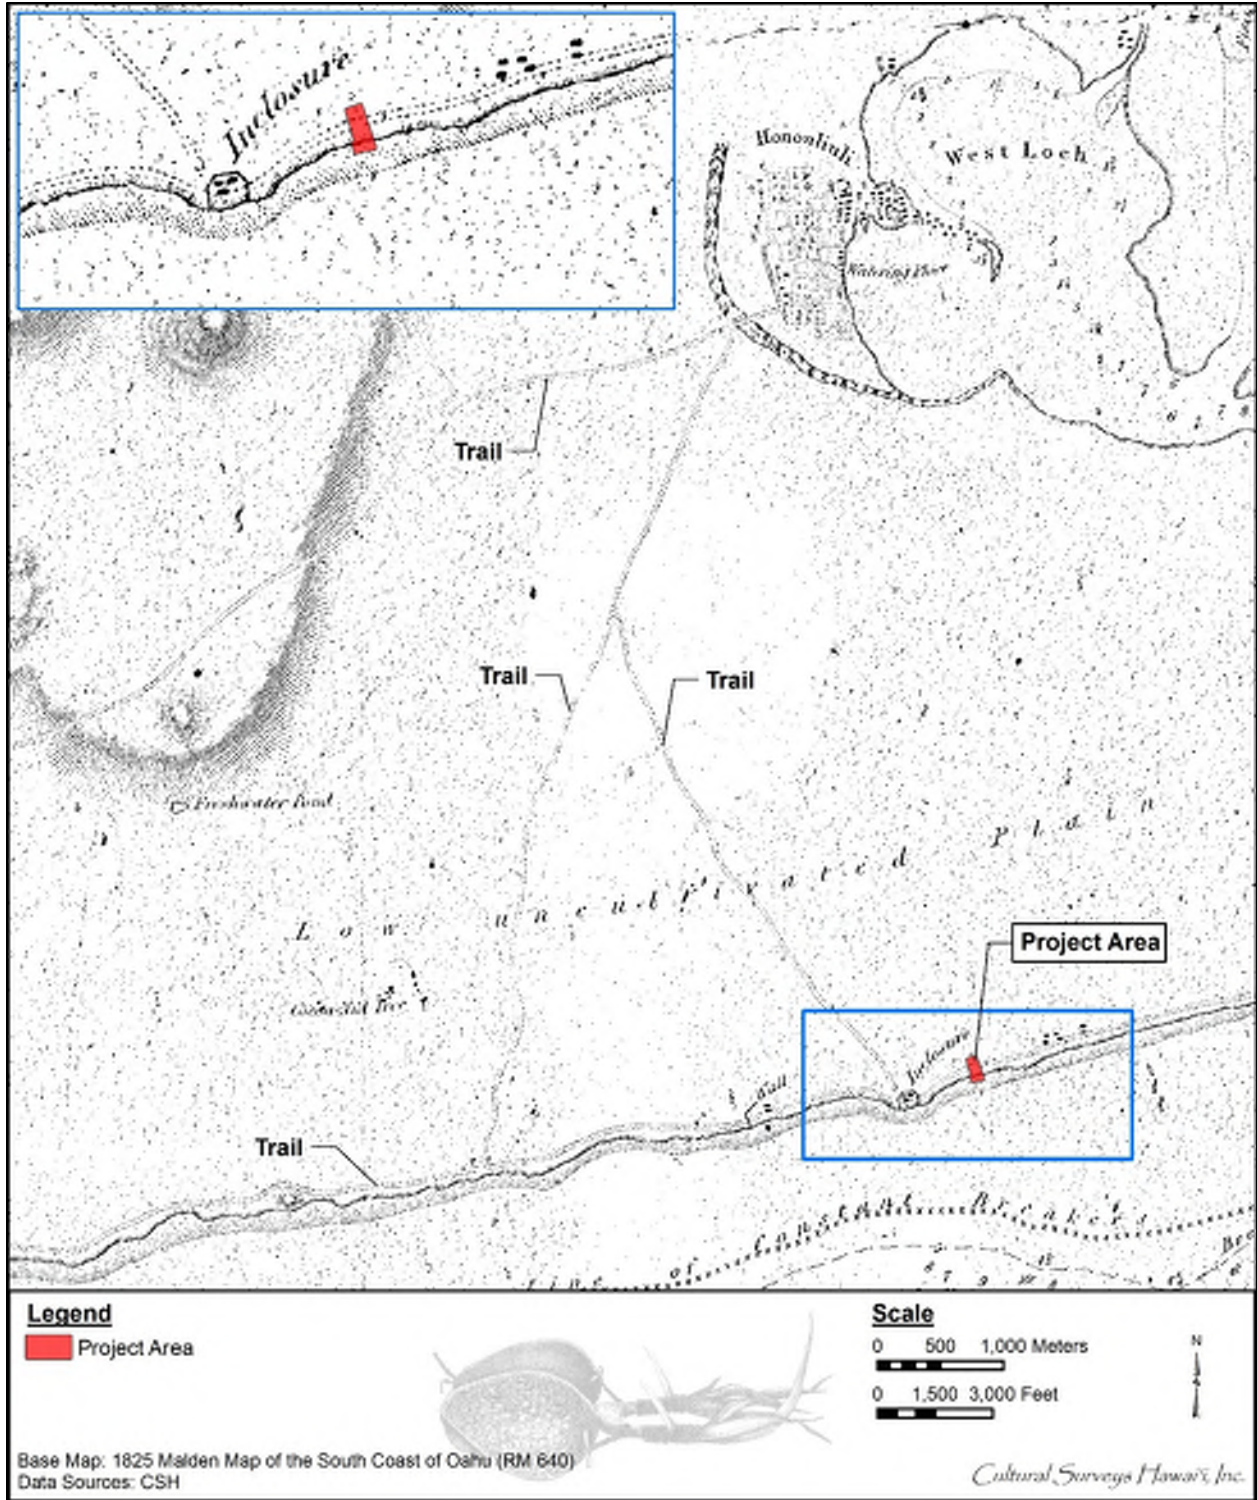 Inclosure
Hononliuli
West Loch
Watering Place
Trail
Trail
Trail
Freshwater Pond
Low uncultivated Plain
Project Area
Inclosure
Trail
Line of Constant Breakers
Legend
Project Area
Scale
0 500 1,000 Meters
0 1,500 3,000 Feet
N
Base Map: 1825 Malden Map of the South Coast of Oahu (RM 640)
Data Sources: CSH
Cultural Surveys Hawai'i, Inc.